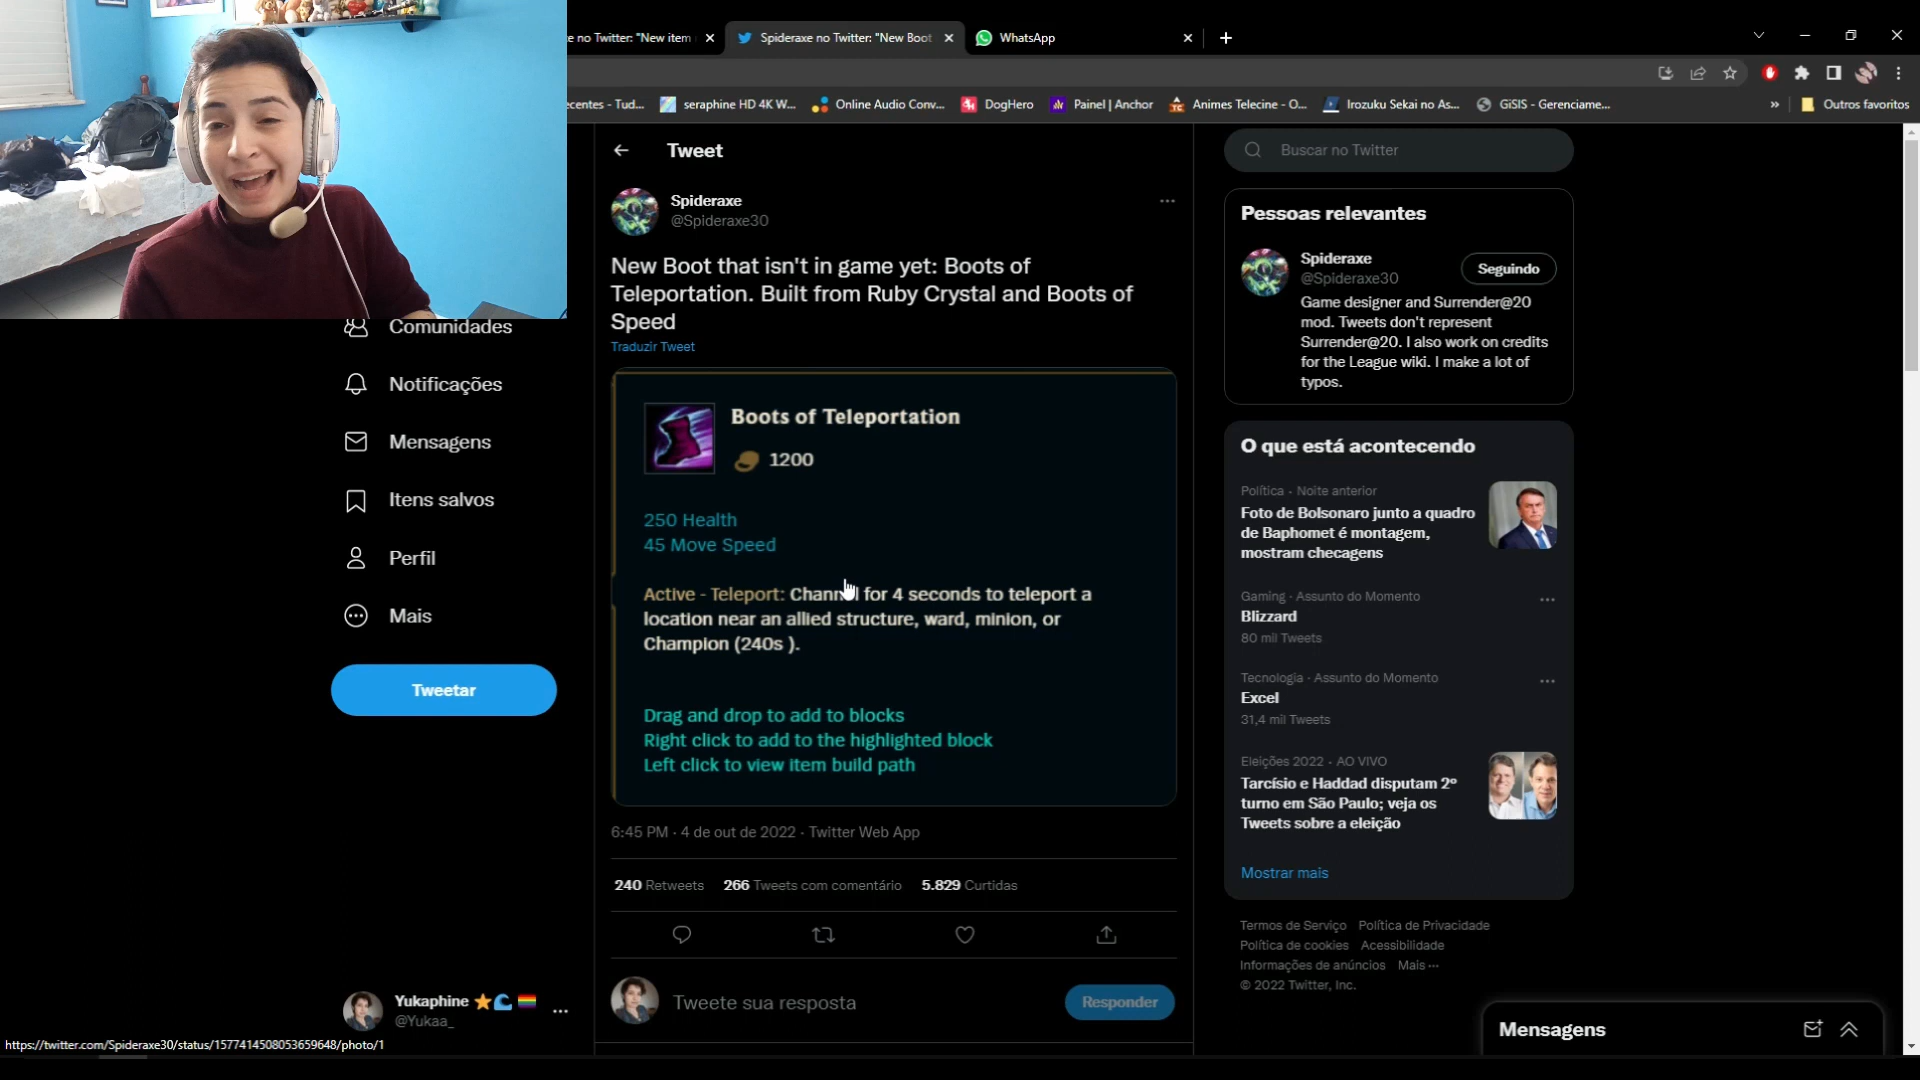 e no Twitter: "New item
Spideraxe no Twitter: "New Boot
WhatsApp
ecentes - Tud...
seraphine HD 4K W...
Online Audio Conv...
DogHero
Painel | Anchor
Animes Telecine - O...
Irozuku Sekai no As...
GiSIS - Gerenciame...
»
Outros favoritos
Tweet
Buscar no Twitter
Spideraxe
@Spideraxe30
New Boot that isn't in game yet: Boots of
Teleportation. Built from Ruby Crystal and Boots of
Speed
Traduzir Tweet
Boots of Teleportation
1200
250 Health
45 Move Speed
Active - Teleport: Channel for 4 seconds to teleport a
location near an allied structure, ward, minion, or
Champion (240s ).
Drag and drop to add to blocks
Right click to add to the highlighted block
Left click to view item build path
6:45 PM · 4 de out de 2022 · Twitter Web App
240 Retweets 266 Tweets com comentário 5.829 Curtidas
Tweete sua resposta
Responder
Comunidades
Notificações
Mensagens
Itens salvos
Perfil
Mais
Tweetar
Yukaphine
@Yukaa_
https://twitter.com/Spideraxe30/status/1577414508053659648/photo/1
Pessoas relevantes
Spideraxe
@Spideraxe30
Seguindo
Game designer and Surrender@20
mod. Tweets don't represent
Surrender@20. I also work on credits
for the League wiki. I make a lot of
typos.
O que está acontecendo
Política · Noite anterior
Foto de Bolsonaro junto a quadro
de Baphomet é montagem,
mostram checagens
Gaming · Assunto do Momento
Blizzard
80 mil Tweets
Tecnologia · Assunto do Momento
Excel
31,4 mil Tweets
Eleições 2022 · AO VIVO
Tarcísio e Haddad disputam 2º
turno em São Paulo; veja os
Tweets sobre a eleição
Mostrar mais
Termos de Serviço Política de Privacidade
Política de cookies Acessibilidade
Informações de anúncios Mais ···
© 2022 Twitter, Inc.
Mensagens